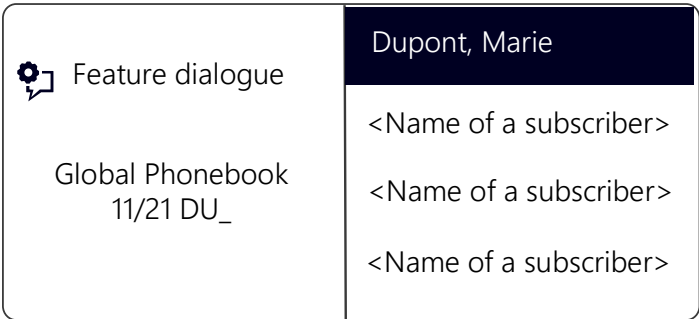 Feature dialogue
Global Phonebook
11/21 DU_
Dupont, Marie
<Name of a subscriber>
<Name of a subscriber>
<Name of a subscriber>